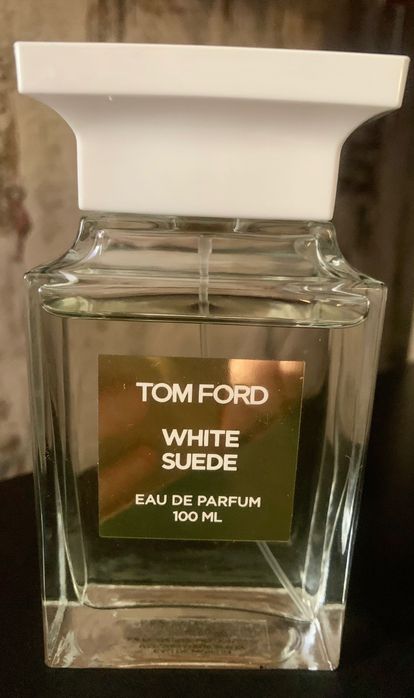 TOM FORD
WHITE
SUEDE
EAU DE PARFUM
100 ML